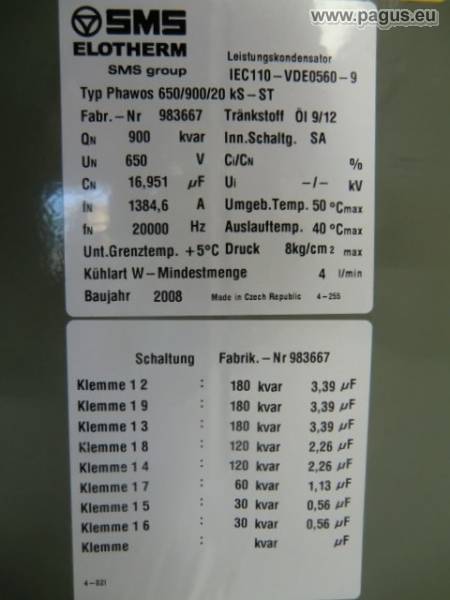 www.pagus.eu
SMS
ELOTHERM
SMS group
Leistungskondensator
IEC110-VDE0560-9
Typ Phawos 650/900/20 kS-ST
Fabr.-Nr 983667 Tränkstoff Öl 9/12
QN 900 kvar Inn.Schaltg. SA
UN 650 V Ci/CN %
CN 16,951 µF Ui -/- kV
IN 1384,6 A Umgeb.Temp. 50 °Cmax
fN 20000 Hz Auslauftemp. 40 °Cmax
Unt.Grenztemp. +5°C Druck 8kg/cm2 max
Kühlart W-Mindestmenge 4 l/min
Baujahr 2008 Made in Czech Republic 4-255
Schaltung Fabrik.-Nr 983667
Klemme 1 2 : 180 kvar 3,39 µF
Klemme 1 9 : 180 kvar 3,39 µF
Klemme 1 3 : 180 kvar 3,39 µF
Klemme 1 8 : 120 kvar 2,26 µF
Klemme 1 4 : 120 kvar 2,26 µF
Klemme 1 7 : 60 kvar 1,13 µF
Klemme 1 5 : 30 kvar 0,56 µF
Klemme 1 6 : 30 kvar 0,56 µF
Klemme : kvar µF
4-021